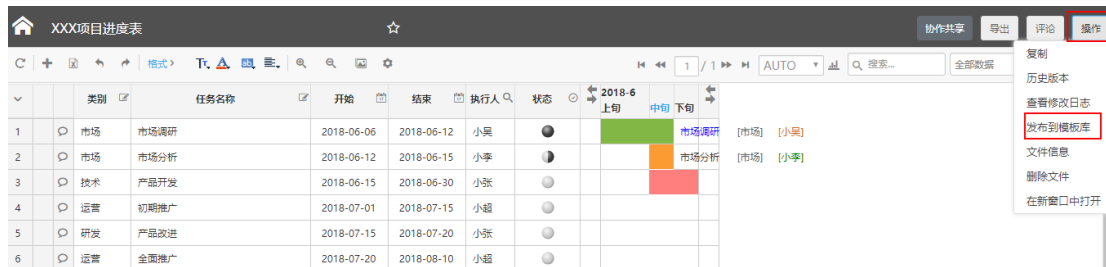 XXX项目进度表 协作共享 导出 评论 操作
格式 AUTO 1 / 1 搜索... 全部数据
类别 任务名称 开始 结束 执行人 状态 2018-6 上旬 中旬 下旬
1 市场 市场调研 2018-06-06 2018-06-12 小吴 市场调研 [市场] [小吴]
2 市场 市场分析 2018-06-12 2018-06-15 小李 市场分析 [市场] [小李]
3 技术 产品开发 2018-06-15 2018-06-30 小张
4 运营 初期推广 2018-07-01 2018-07-15 小超
5 研发 产品改进 2018-07-15 2018-07-20 小张
6 运营 全面推广 2018-07-20 2018-08-10 小超
复制
历史版本
查看修改日志
发布到模板库
文件信息
删除文件
在新窗口中打开